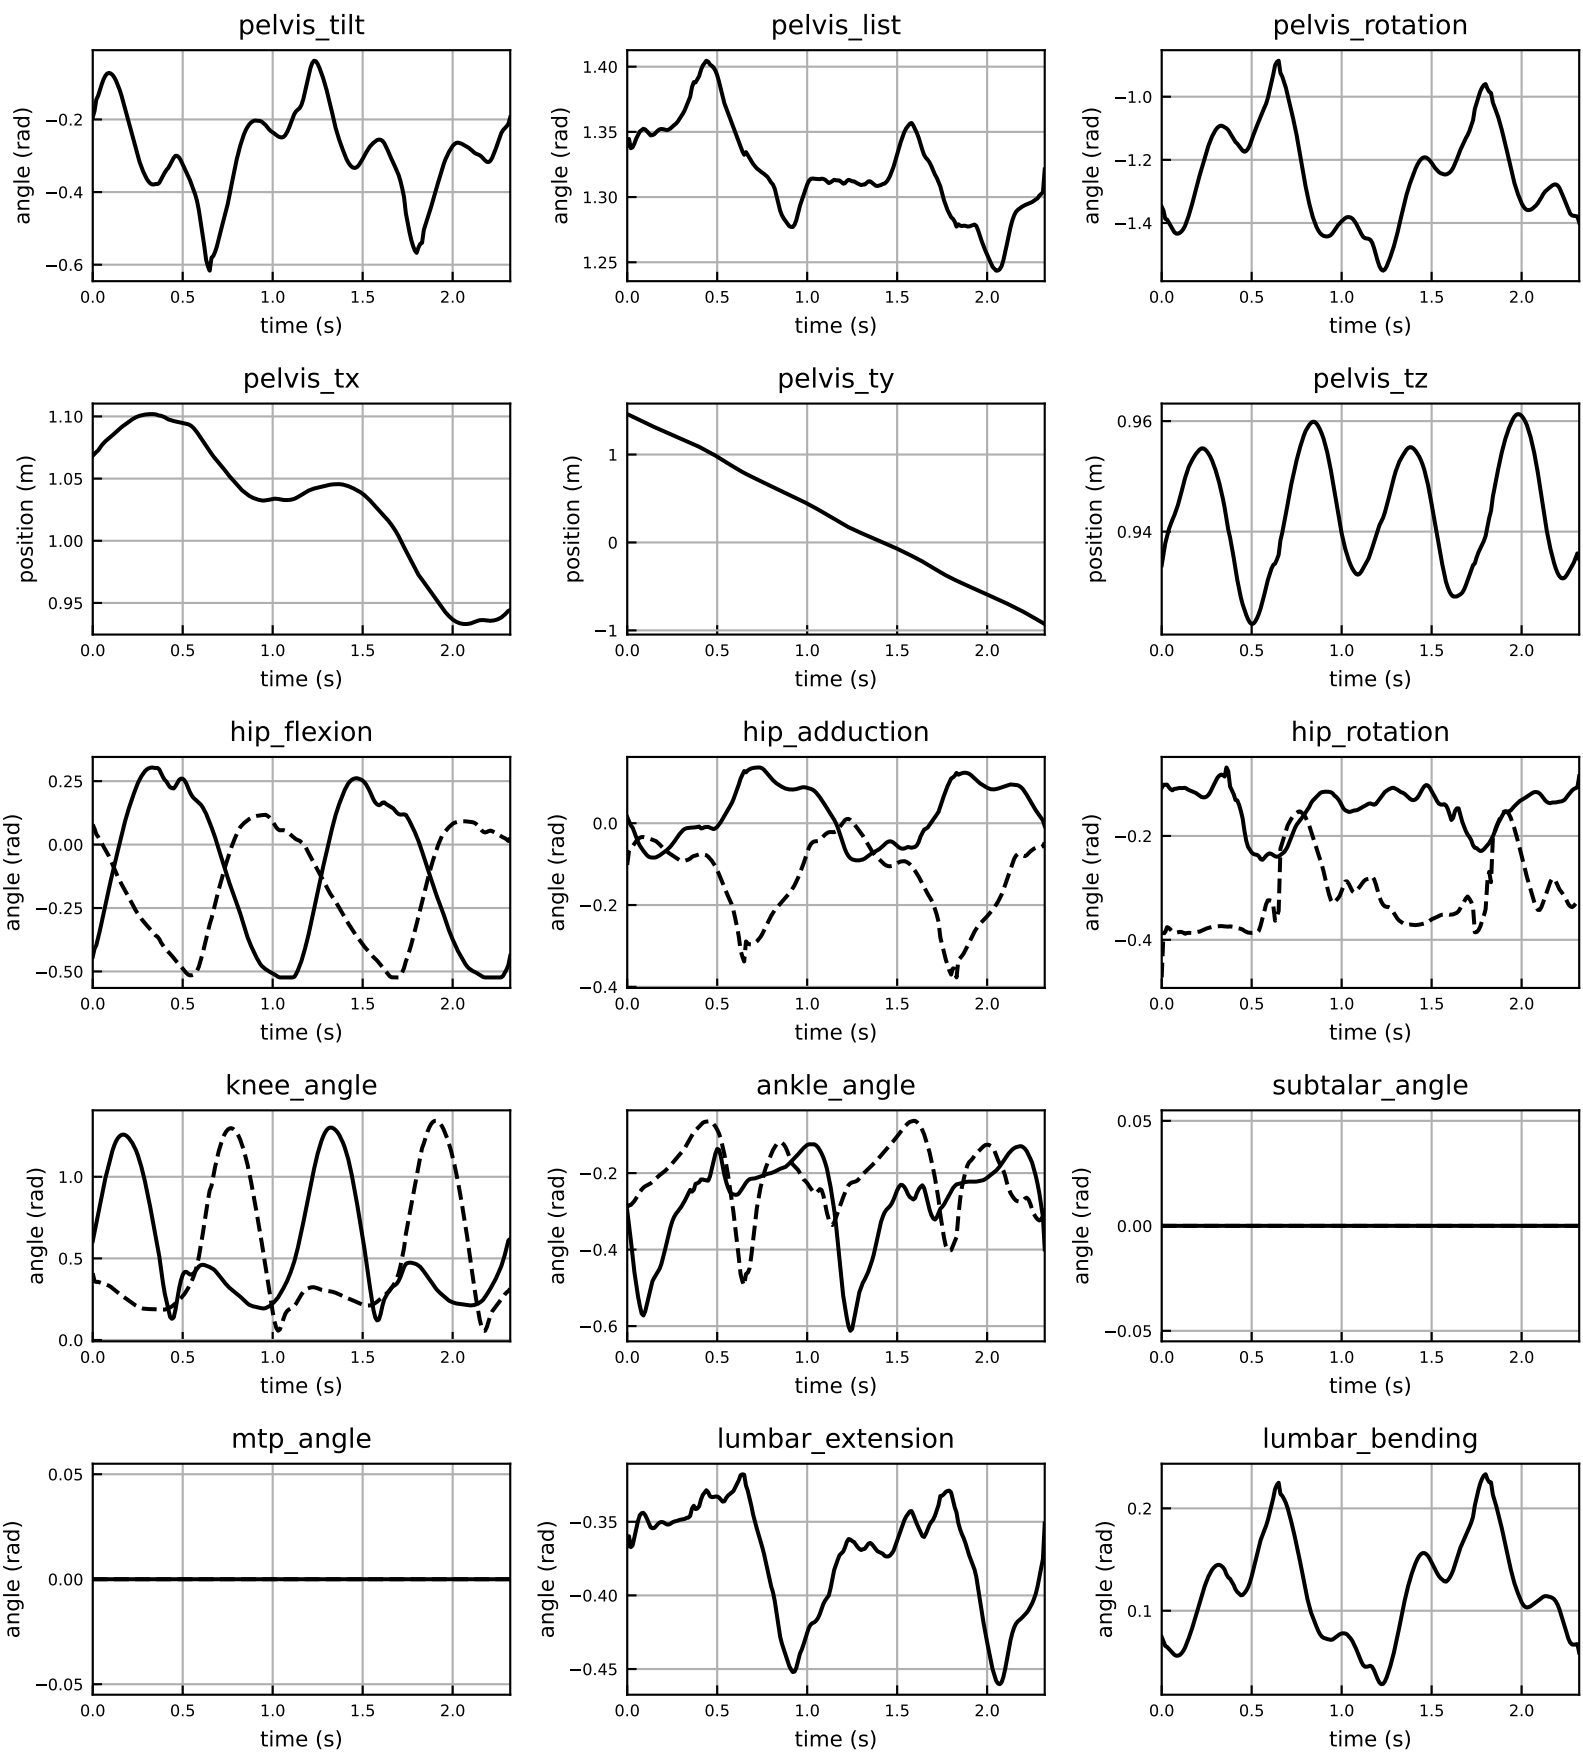 pelvis_tilt
pelvis_list
pelvis_rotation
angle (rad)
−0.2
−0.4
−0.6
0.0 0.5 1.0 1.5 2.0
time (s)
angle (rad)
1.40
1.35
1.30
1.25
0.0 0.5 1.0 1.5 2.0
time (s)
angle (rad)
−1.0
−1.2
−1.4
0.0 0.5 1.0 1.5 2.0
time (s)
pelvis_tx
pelvis_ty
pelvis_tz
position (m)
1.10
1.05
1.00
0.95
0.0 0.5 1.0 1.5 2.0
time (s)
position (m)
1
0
−1
0.0 0.5 1.0 1.5 2.0
time (s)
position (m)
0.96
0.94
0.0 0.5 1.0 1.5 2.0
time (s)
hip_flexion
hip_adduction
hip_rotation
angle (rad)
0.25
0.00
−0.25
−0.50
0.0 0.5 1.0 1.5 2.0
time (s)
angle (rad)
0.0
−0.2
−0.4
0.0 0.5 1.0 1.5 2.0
time (s)
angle (rad)
−0.2
−0.4
0.0 0.5 1.0 1.5 2.0
time (s)
knee_angle
ankle_angle
subtalar_angle
angle (rad)
1.0
0.5
0.0
0.0 0.5 1.0 1.5 2.0
time (s)
angle (rad)
−0.2
−0.4
−0.6
0.0 0.5 1.0 1.5 2.0
time (s)
angle (rad)
0.05
0.00
−0.05
0.0 0.5 1.0 1.5 2.0
time (s)
mtp_angle
lumbar_extension
lumbar_bending
angle (rad)
0.05
0.00
−0.05
0.0 0.5 1.0 1.5 2.0
time (s)
angle (rad)
−0.35
−0.40
−0.45
0.0 0.5 1.0 1.5 2.0
time (s)
angle (rad)
0.2
0.1
0.0 0.5 1.0 1.5 2.0
time (s)